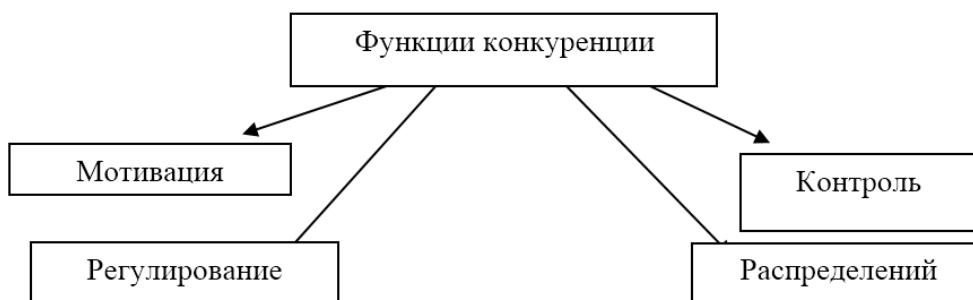 Функции конкуренции
Мотивация
Контроль
Регулирование
Распределений